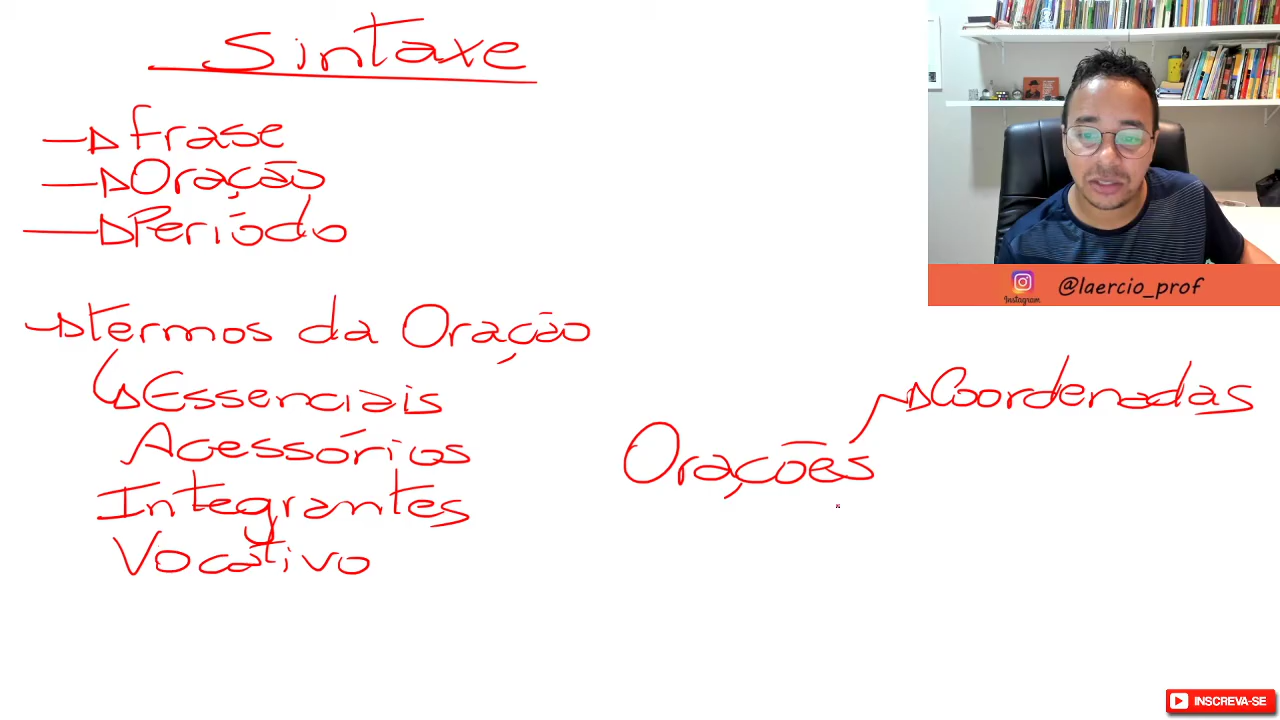 Sintaxe
Frase
Oração
Período
Termos da Oração
Essenciais
Acessórios
Integrantes
Vocativo
@laercio_prof
Instagram
Coordenadas
Orações
INSCREVA-SE